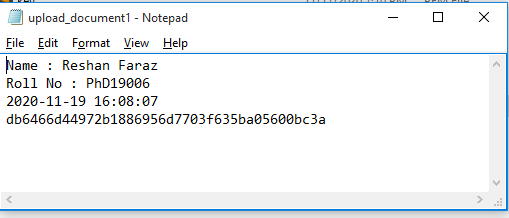 upload_document1 - Notepad
File Edit Format View Help
Name : Reshan Faraz
Roll No : PhD19006
2020-11-19 16:08:07
db6466d44972b1886956d7703f635ba05600bc3a